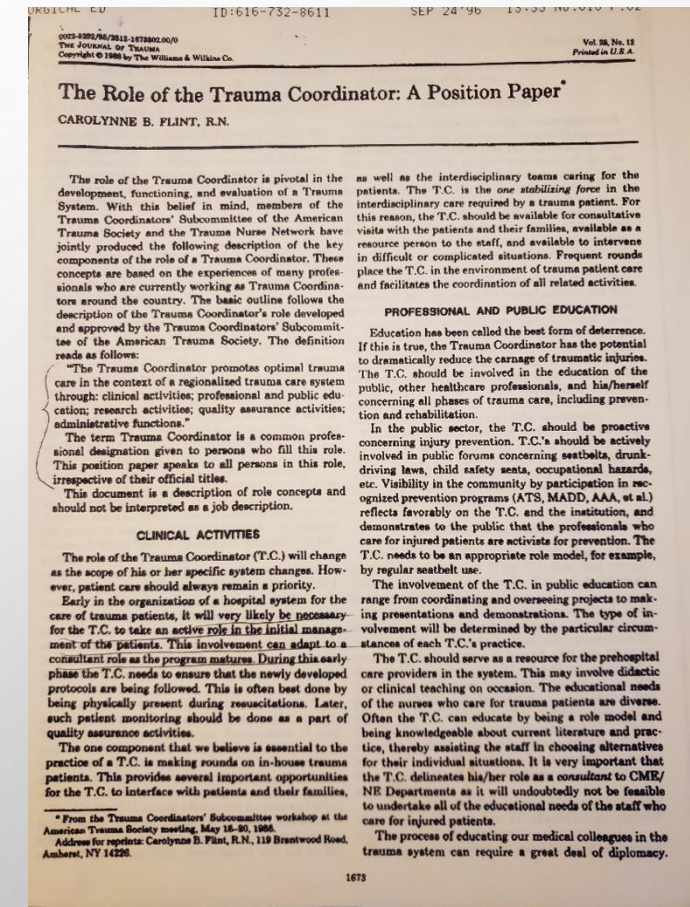 URGICAL ED ID:616-732-8611 SEP 24'96
0022-5282/88/2812-1673$02.00/0
THE JOURNAL OF TRAUMA
Copyright © 1988 by The Williams & Wilkins Co.
Vol. 28, No. 12
Printed in U.S.A.
The Role of the Trauma Coordinator: A Position Paper*
CAROLYNNE B. FLINT, R.N.
The role of the Trauma Coordinator is pivotal in the
development, functioning, and evaluation of a Trauma
System. With this belief in mind, members of the
Trauma Coordinators' Subcommittee of the American
Trauma Society and the Trauma Nurse Network have
jointly produced the following description of the key
components of the role of a Trauma Coordinator. These
concepts are based on the experiences of many profes-
sionals who are currently working as Trauma Coordina-
tors around the country. The basic outline follows the
description of the Trauma Coordinator's role developed
and approved by the Trauma Coordinators' Subcommit-
tee of the American Trauma Society. The definition
reads as follows:
"The Trauma Coordinator promotes optimal trauma
care in the context of a regionalized trauma care system
through: clinical activities; professional and public edu-
cation; research activities; quality assurance activities;
administrative functions."
The term Trauma Coordinator is a common profes-
sional designation given to persons who fill this role.
This position paper speaks to all persons in this role,
irrespective of their official titles.
This document is a description of role concepts and
should not be interpreted as a job description.
CLINICAL ACTIVITIES
The role of the Trauma Coordinator (T.C.) will change
as the scope of his or her specific system changes. How-
ever, patient care should always remain a priority.
Early in the organization of a hospital system for the
care of trauma patients, it will very likely be necessary
for the T.C. to take an active role in the initial manage-
ment of the patients. This involvement can adapt to a
consultant role as the program matures. During this early
phase the T.C. needs to ensure that the newly developed
protocols are being followed. This is often best done by
being physically present during resuscitations. Later,
such patient monitoring should be done as a part of
quality assurance activities.
The one component that we believe is essential to the
practice of a T.C. is making rounds on in-house trauma
patients. This provides several important opportunities
for the T.C. to interface with patients and their families,
* From the Trauma Coordinators' Subcommittee workshop at the
American Trauma Society meeting, May 18-20, 1988.
Address for reprints: Carolynne B. Flint, R.N., 119 Brantwood Road,
Amherst, NY 14226.
as well as the interdisciplinary teams caring for the
patients. The T.C. is the one stabilizing force in the
interdisciplinary care required by a trauma patient. For
this reason, the T.C. should be available for consultative
visits with the patients and their families, available as a
resource person to the staff, and available to intervene
in difficult or complicated situations. Frequent rounds
place the T.C. in the environment of trauma patient care
and facilitates the coordination of all related activities.
PROFESSIONAL AND PUBLIC EDUCATION
Education has been called the best form of deterrence.
If this is true, the Trauma Coordinator has the potential
to dramatically reduce the carnage of traumatic injuries.
The T.C. should be involved in the education of the
public, other healthcare professionals, and his/herself
concerning all phases of trauma care, including preven-
tion and rehabilitation.
In the public sector, the T.C. should be proactive
concerning injury prevention. T.C.'s should be actively
involved in public forums concerning seatbelts, drunk-
driving laws, child safety seats, occupational hazards,
etc. Visibility in the community by participation in rec-
ognized prevention programs (ATS, MADD, AAA, et al.)
reflects favorably on the T.C. and the institution, and
demonstrates to the public that the professionals who
care for injured patients are activists for prevention. The
T.C. needs to be an appropriate role model, for example,
by regular seatbelt use.
The involvement of the T.C. in public education can
range from coordinating and overseeing projects to mak-
ing presentations and demonstrations. The type of in-
volvement will be determined by the particular circum-
stances of each T.C.'s practice.
The T.C. should serve as a resource for the prehospital
care providers in the system. This may involve didactic
or clinical teaching on occasion. The educational needs
of the nurses who care for trauma patients are diverse.
Often the T.C. can educate by being a role model and
being knowledgeable about current literature and prac-
tice, thereby assisting the staff in choosing alternatives
for their individual situations. It is very important that
the T.C. delineates his/her role as a consultant to CME/
NE Departments as it will undoubtedly not be feasible
to undertake all of the educational needs of the staff who
care for injured patients.
The process of educating our medical colleagues in the
trauma system can require a great deal of diplomacy.
1673